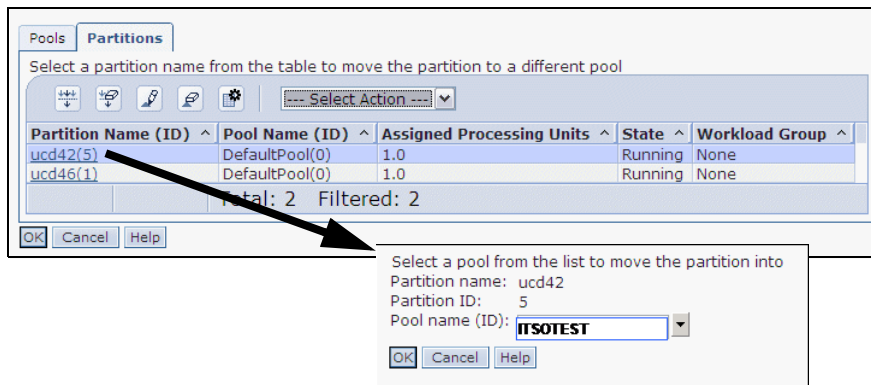 Pools Partitions
Select a partition name from the table to move the partition to a different pool
--- Select Action ---
Partition Name (ID) ^ Pool Name (ID) ^ Assigned Processing Units ^ State ^ Workload Group ^
ucd42(5) DefaultPool(0) 1.0 Running None
ucd46(1) DefaultPool(0) 1.0 Running None
Total: 2 Filtered: 2
OK Cancel Help
Select a pool from the list to move the partition into
Partition name: ucd42
Partition ID: 5
Pool name (ID): ITSOTEST
OK Cancel Help